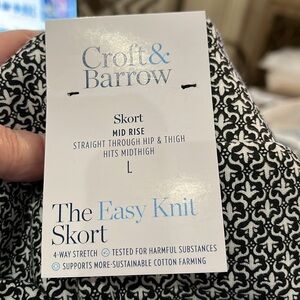 Croft&
Barrow
Skort
MID RISE
STRAIGHT THROUGH HIP & THIGH
HITS MIDTHIGH
L
The Easy Knit
Skort
4-WAY STRETCH TESTED FOR HARMFUL SUBSTANCES
SUPPORTS MORE-SUSTAINABLE COTTON FARMING